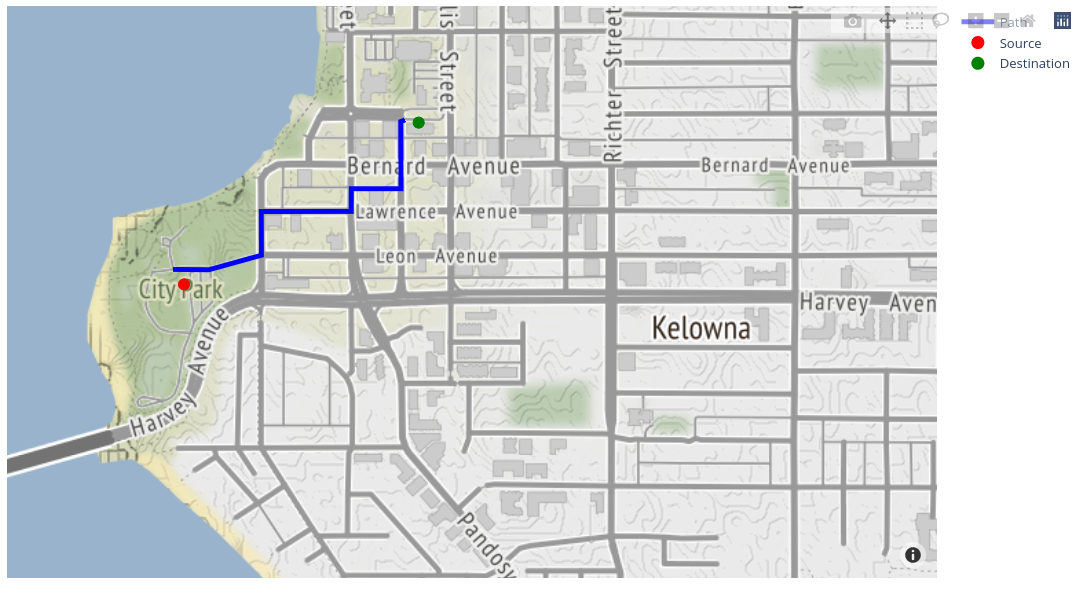 Path
Source
Destination
eet
lis
Street
Richter Street
Bernard Avenue
Bernard Avenue
Lawrence Avenue
Leon Avenue
City Park
Harvey Aven
Kelowna
Harvey Avenue
Pandosy